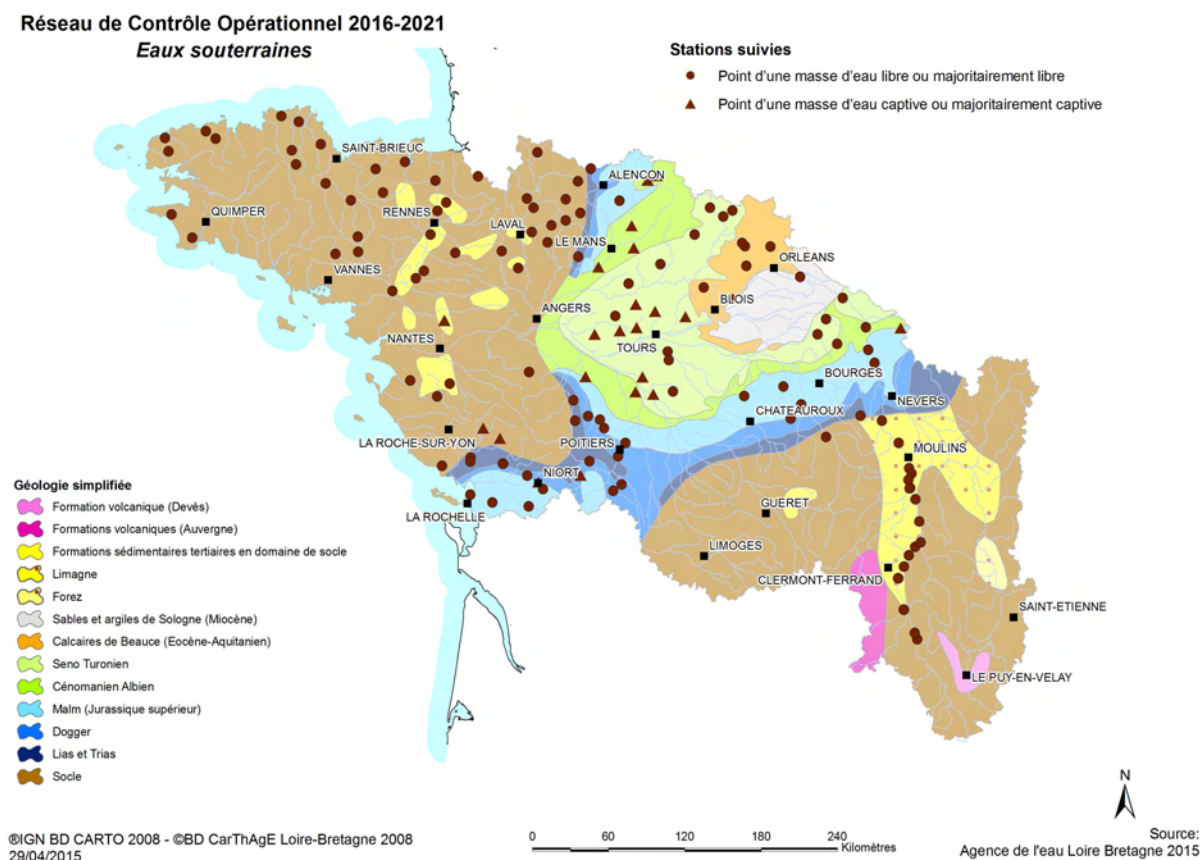 Réseau de Contrôle Opérationnel 2016-2021
Eaux souterraines
Stations suivies
Point d'une masse d'eau libre ou majoritairement libre
Point d'une masse d'eau captive ou majoritairement captive
SAINT-BRIEUC
ALENCON
QUIMPER
RENNES
LAVAL
LE MANS
ORLEANS
VANNES
BLOIS
ANGERS
NANTES
TOURS
BOURGES
NEVERS
CHATEAUROUX
LA ROCHE-SUR-YON
POITIERS
MOULINS
NIORT
GUERET
LA ROCHELLE
LIMOGES
CLERMONT-FERRAND
SAINT-ETIENNE
LE PUY-EN-VELAY
Géologie simplifiée
Formation volcanique (Devès)
Formations volcaniques (Auvergne)
Formations sédimentaires tertiaires en domaine de socle
Limagne
Forez
Sables et argiles de Sologne (Miocène)
Calcaires de Beauce (Eocène-Aquitanien)
Seno Turonien
Cénomanien Albien
Malm (Jurassique supérieur)
Dogger
Lias et Trias
Socle
N
®IGN BD CARTO 2008 - ©BD CarThAgE Loire-Bretagne 2008
29/04/2015
0 60 120 180 240
Kilomètres
Source:
Agence de l'eau Loire Bretagne 2015